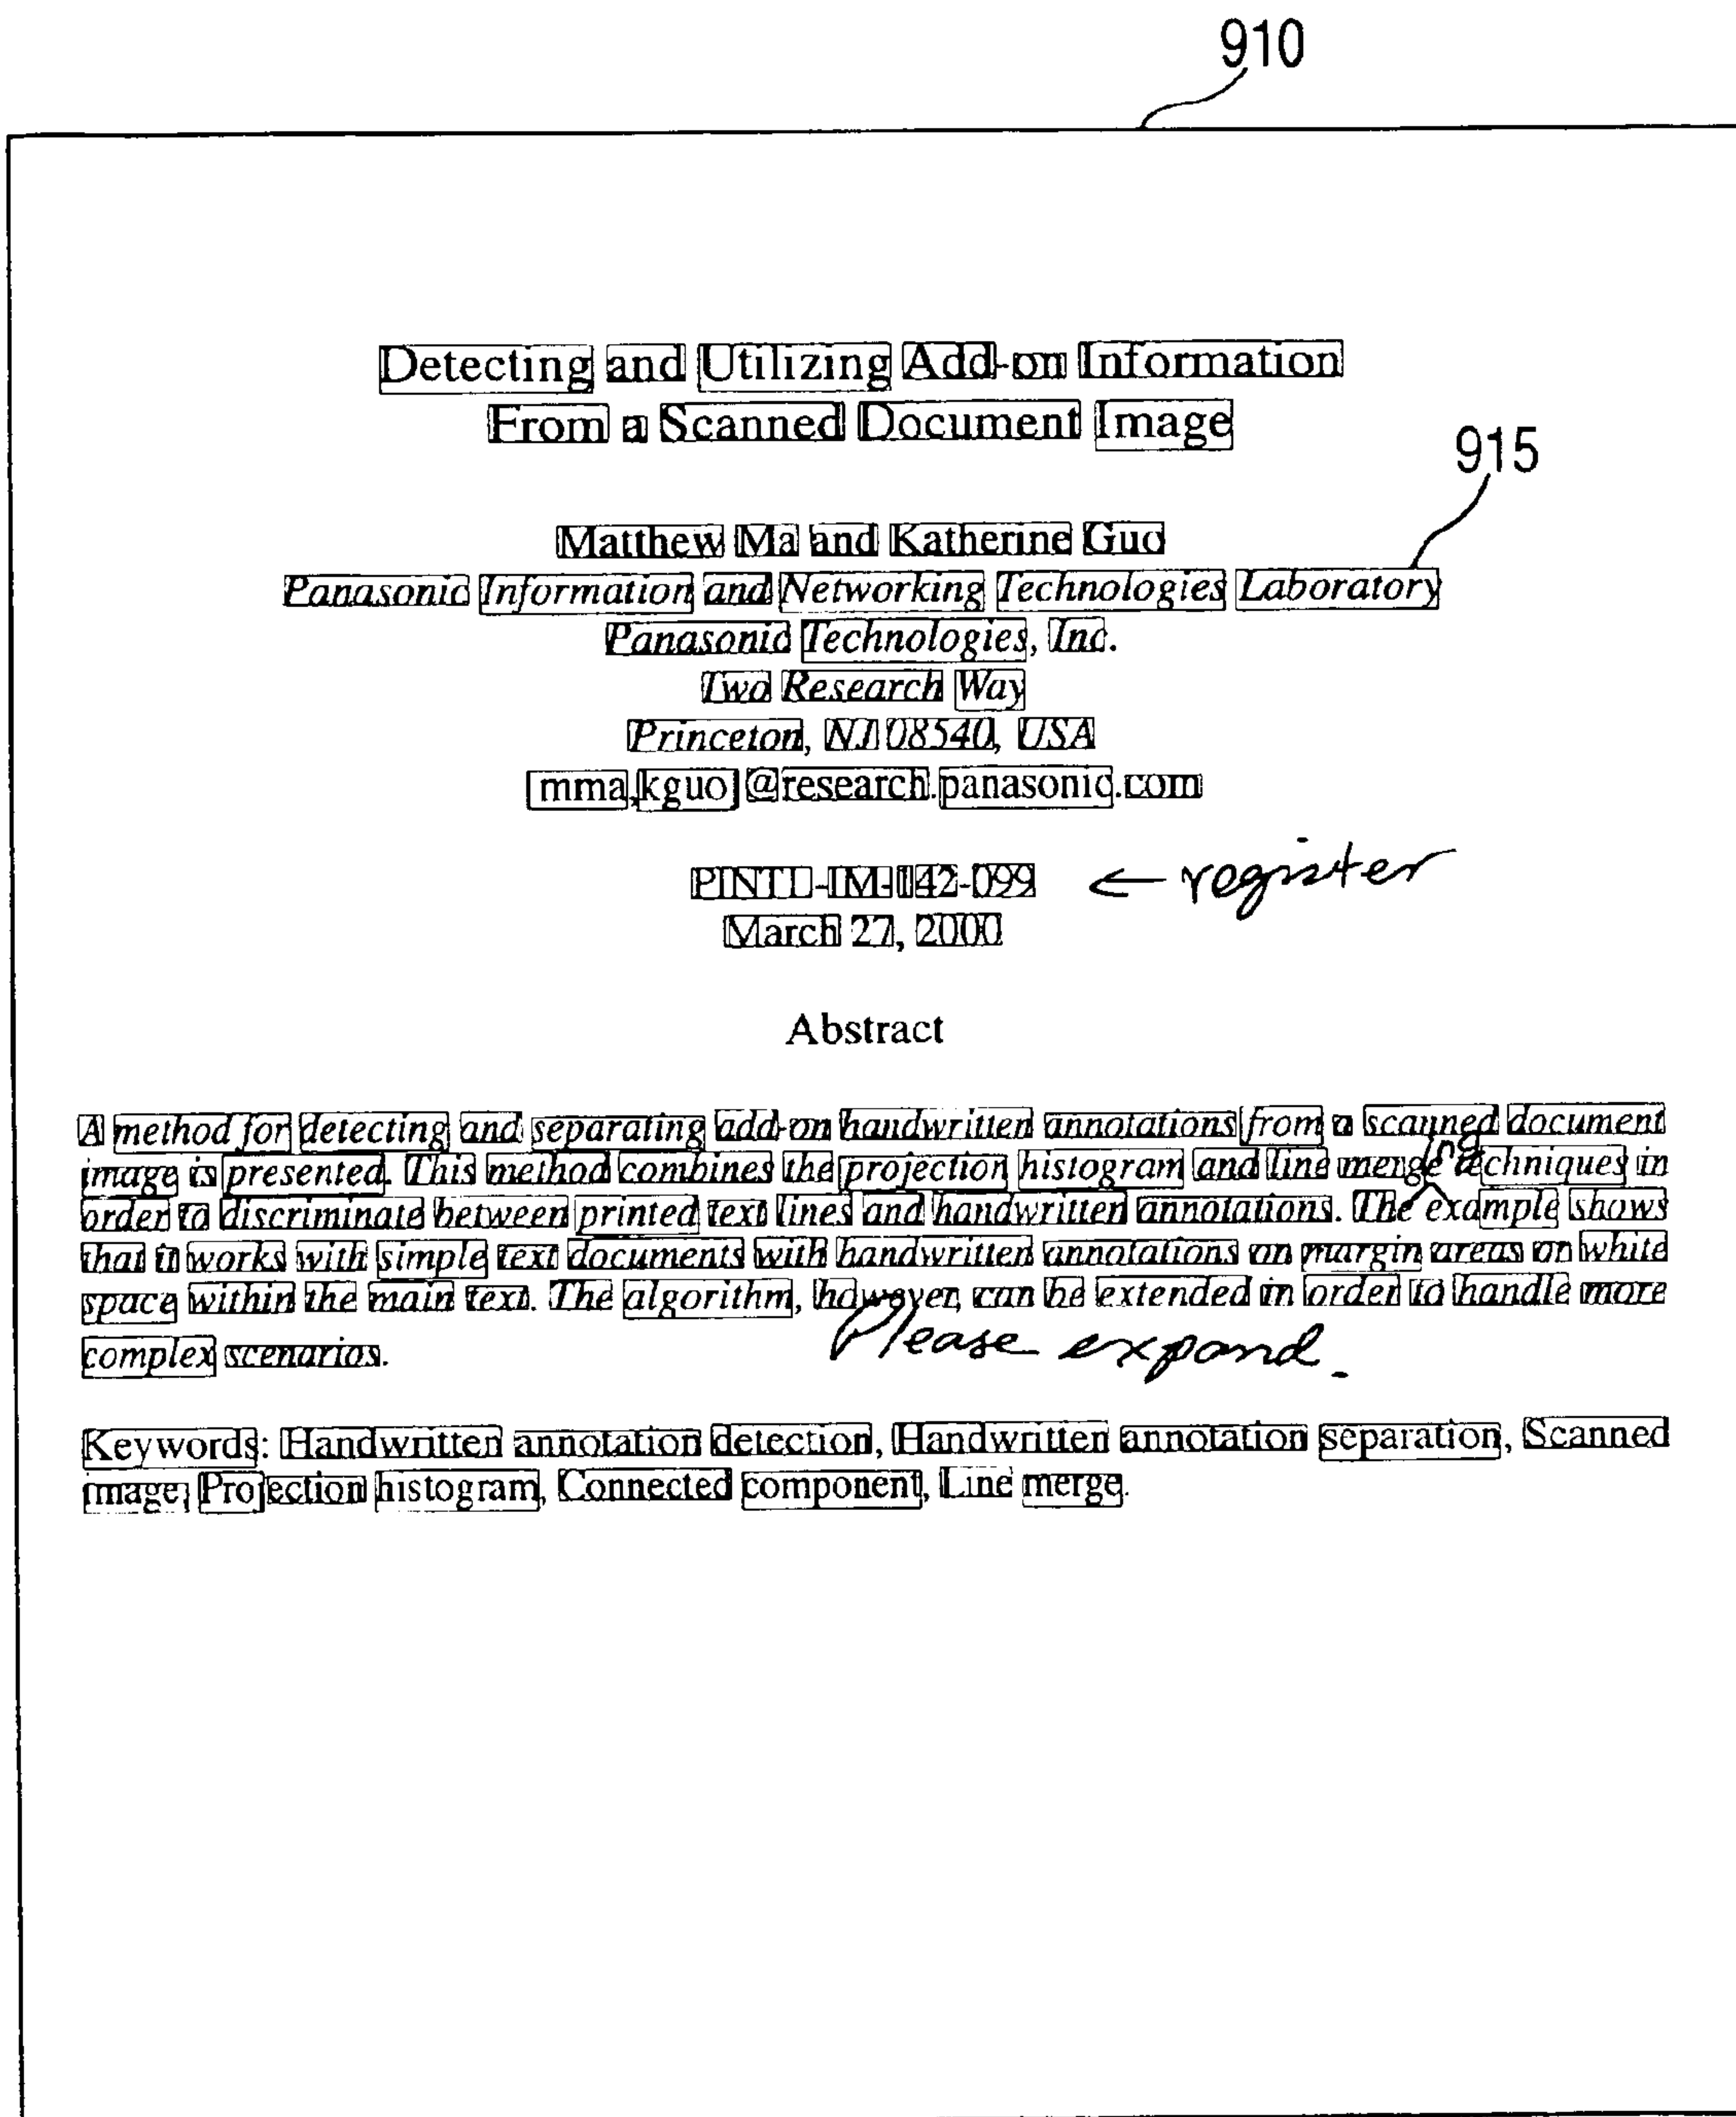 910
Detecting and Utilizing Add-on Information
From a Scanned Document Image
915
Matthew Ma and Katherine Guo
Panasonic Information and Networking Technologies Laboratory
Panasonic Technologies, Inc.
Two Research Way
Princeton, NJ 08540, USA
mma,kguo}@research.panasonic.com
PINTL-IM-142-099 ← register
March 27, 2000
Abstract
A method for detecting and separating add-on handwritten annotations from a scanned document
ing
image is presented. This method combines the projection histogram and line merge techniques in
order to discriminate between printed text lines and handwritten annotations. The example shows
that it works with simple text documents with handwritten annotations on margin areas or white
space within the main text. The algorithm, however, can be extended in order to handle more
Please expand.
complex scenarios.
Keywords: Handwritten annotation detection, Handwritten annotation separation, Scanned
image, Projection histogram, Connected component, Line merge.